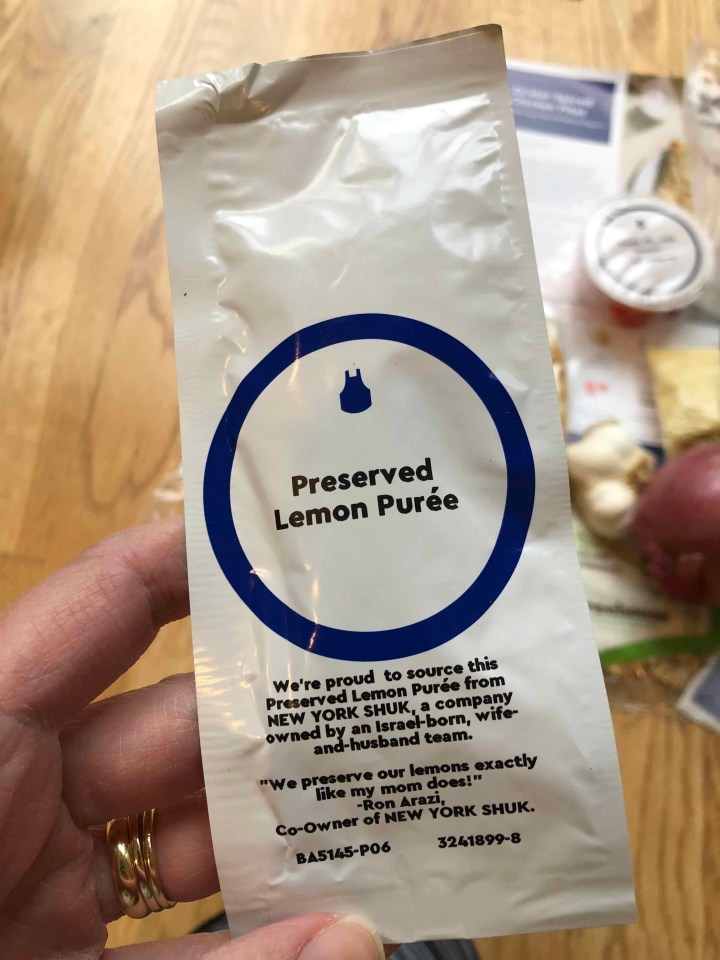 Preserved
Lemon Purée
We're proud to source this
Preserved Lemon Purée from
NEW YORK SHUK, a company
owned by an Israel-born, wife-
and-husband team.
"We preserve our lemons exactly
like my mom does!"
-Ron Arazi,
Co-Owner of NEW YORK SHUK.
BA5145-P06 3241899-8